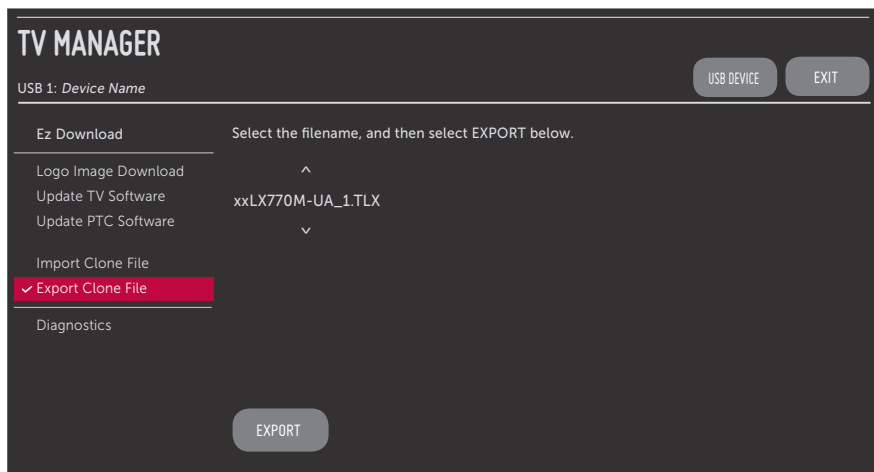 TV MANAGER
USB 1: Device Name
USB DEVICE
EXIT
Ez Download
Logo Image Download
Update TV Software
Update PTC Software
Import Clone File
Export Clone File
Diagnostics
Select the filename, and then select EXPORT below.
xxLX770M-UA_1.TLX
EXPORT